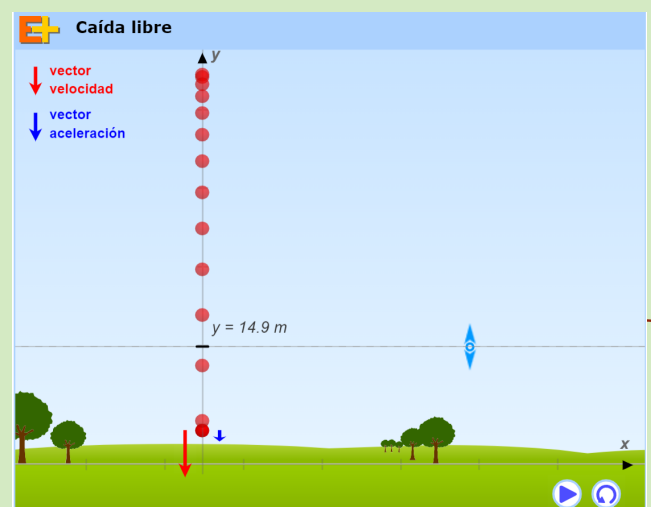 E+ Caída libre
y
vector
velocidad
vector
aceleración
y = 14.9 m
x